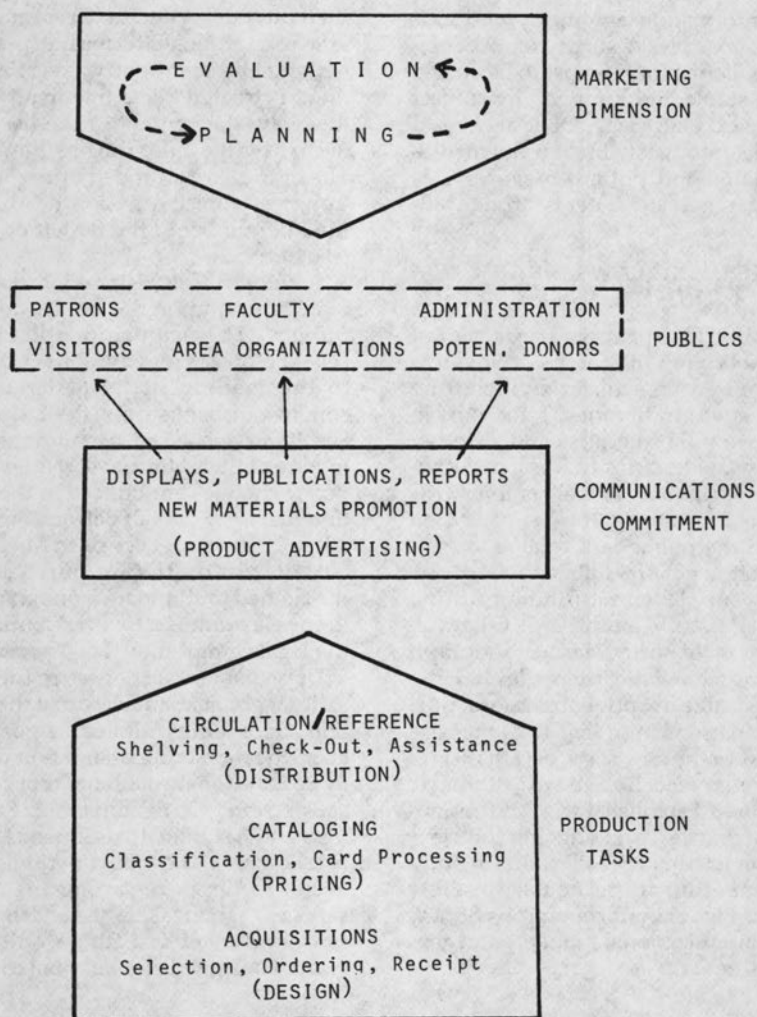 EVALUATION
PLANNING
MARKETING
DIMENSION
PATRONS FACULTY ADMINISTRATION
VISITORS AREA ORGANIZATIONS POTEN. DONORS
PUBLICS
DISPLAYS, PUBLICATIONS, REPORTS
NEW MATERIALS PROMOTION
(PRODUCT ADVERTISING)
COMMUNICATIONS
COMMITMENT
CIRCULATION/REFERENCE
Shelving, Check-Out, Assistance
(DISTRIBUTION)
CATALOGING
Classification, Card Processing
(PRICING)
ACQUISITIONS
Selection, Ordering, Receipt
(DESIGN)
PRODUCTION
TASKS